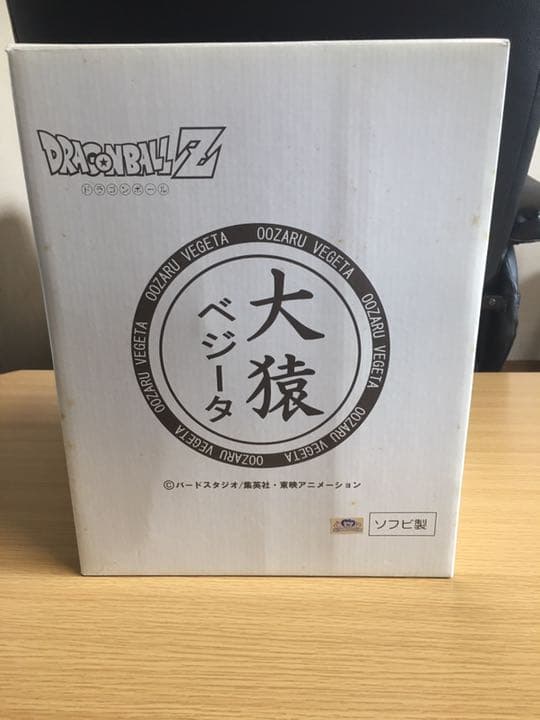 DRAGONBALL Z
ドラゴンボール
OOZARU VEGETA OOZARU VEGETA OOZARU VEGETA OOZARU VEGETA OOZARU VEGETA OOZARU VEGETA
大猿
ベジータ
©バードスタジオ/集英社・東映アニメーション
ソフビ製